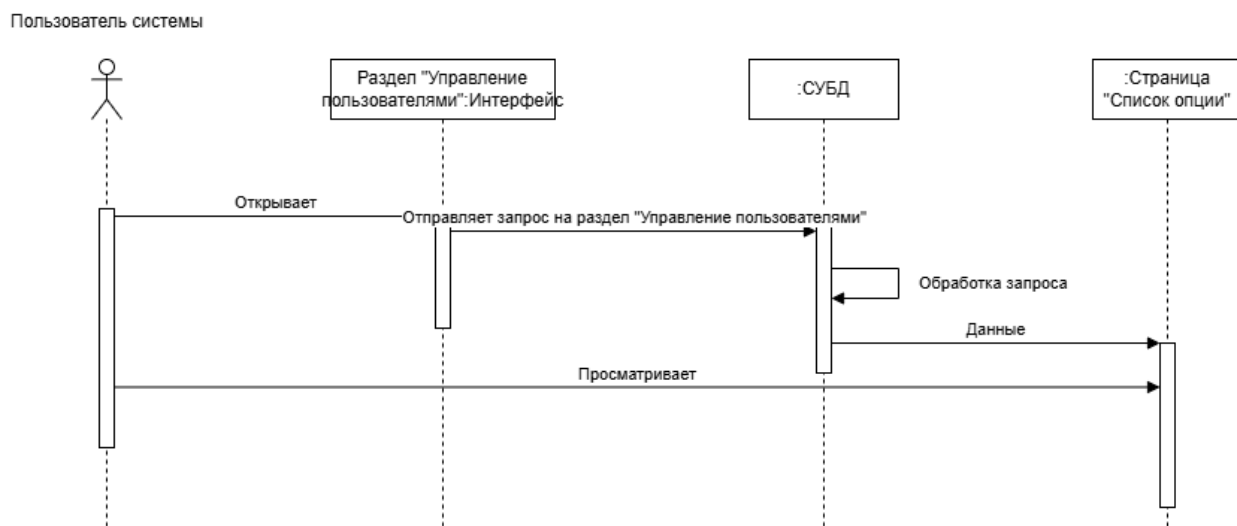 Пользователь системы
Раздел "Управление
пользователями":Интерфейс
:СУБД
:Страница
"Список опции"
Открывает
Отправляет запрос на раздел "Управление пользователями"
Обработка запроса
Данные
Просматривает